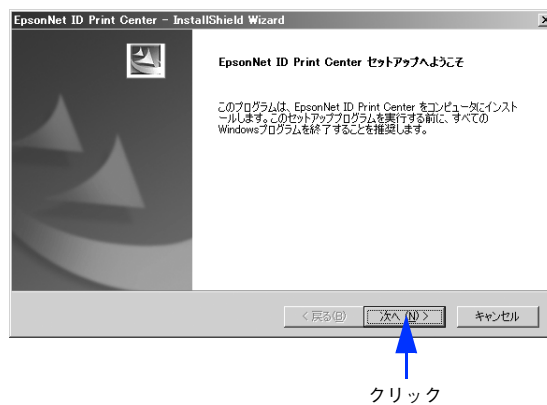 EpsonNet ID Print Center - InstallShield Wizard
EpsonNet ID Print Center セットアップへようこそ
このプログラムは、EpsonNet ID Print Center をコンピュータにインスト
ールします。このセットアッププログラムを実行する前に、すべての
Windowsプログラムを終了することを推奨します。
< 戻る(B)
次へ (N) >
キャンセル
クリック